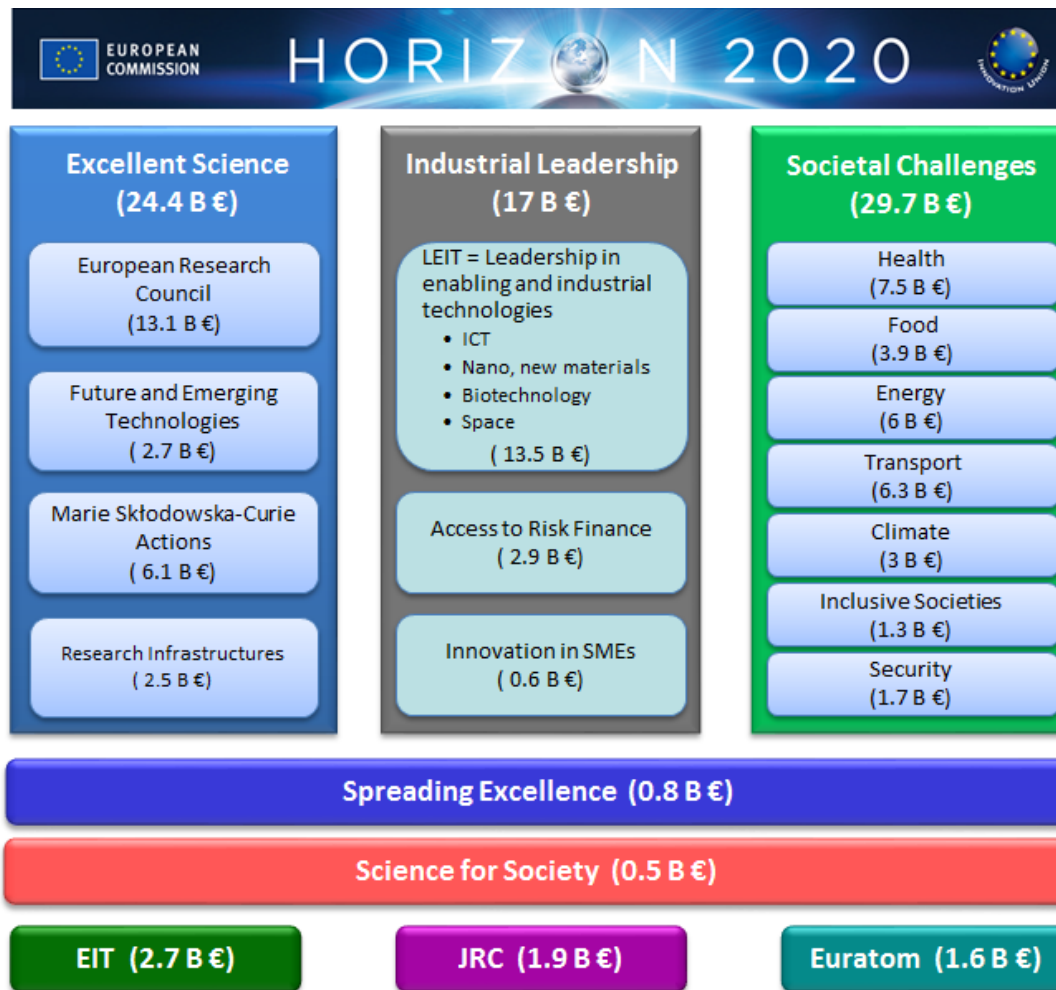 EUROPEAN
COMMISSION
HORIZON 2020
INNOVATION UNION
Excellent Science
(24.4 B €)
European Research
Council
(13.1 B €)
Future and Emerging
Technologies
( 2.7 B €)
Marie Skłodowska-Curie
Actions
( 6.1 B €)
Research Infrastructures
( 2.5 B €)
Industrial Leadership
(17 B €)
LEIT = Leadership in
enabling and industrial
technologies
• ICT
• Nano, new materials
• Biotechnology
• Space
( 13.5 B €)
Access to Risk Finance
( 2.9 B €)
Innovation in SMEs
( 0.6 B €)
Societal Challenges
(29.7 B €)
Health
(7.5 B €)
Food
(3.9 B €)
Energy
(6 B €)
Transport
(6.3 B €)
Climate
(3 B €)
Inclusive Societies
(1.3 B €)
Security
(1.7 B €)
Spreading Excellence (0.8 B €)
Science for Society (0.5 B €)
EIT (2.7 B €)
JRC (1.9 B €)
Euratom (1.6 B €)